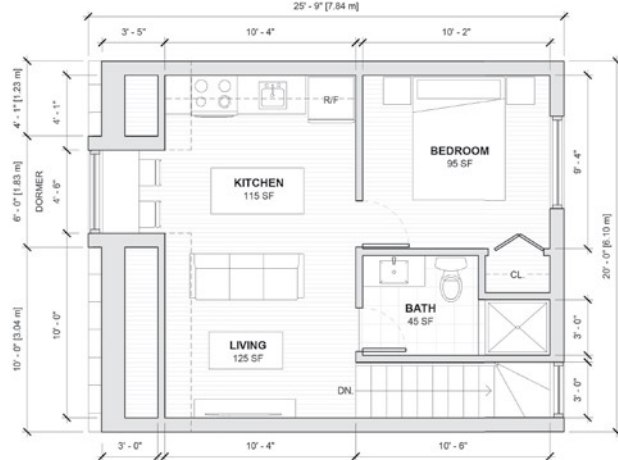 25' - 9" [7.84 m]
3' - 5"
10' - 4"
10' - 2"
4' - 1" [1.23 m]
4' - 1"
R/F
BEDROOM
95 SF
9' - 4"
KITCHEN
115 SF
6' - 0" [1.83 m]
DORMER
4' - 6"
20' - 0" [6.10 m]
CL.
BATH
45 SF
10' - 0" [3.04 m]
10' - 0"
3' - 0"
LIVING
125 SF
DN.
3' - 0"
3' - 0"
10' - 4"
10' - 6"